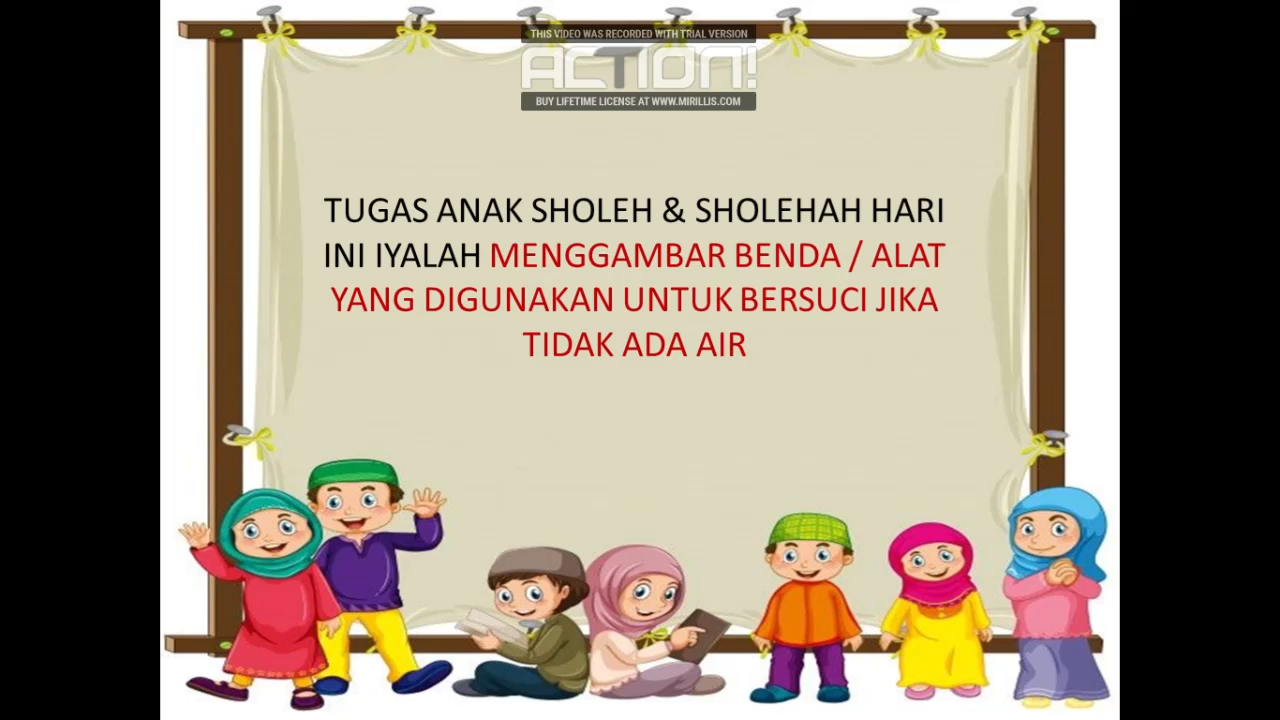 THIS VIDEO WAS RECORDED WITH TRIAL VERSION
ACTION!
BUY LIFETIME LICENSE AT WWW.MIRILLIS.COM
TUGAS ANAK SHOLEH & SHOLEHAH HARI
INI IYALAH MENGGAMBAR BENDA / ALAT
YANG DIGUNAKAN UNTUK BERSUCI JIKA
TIDAK ADA AIR